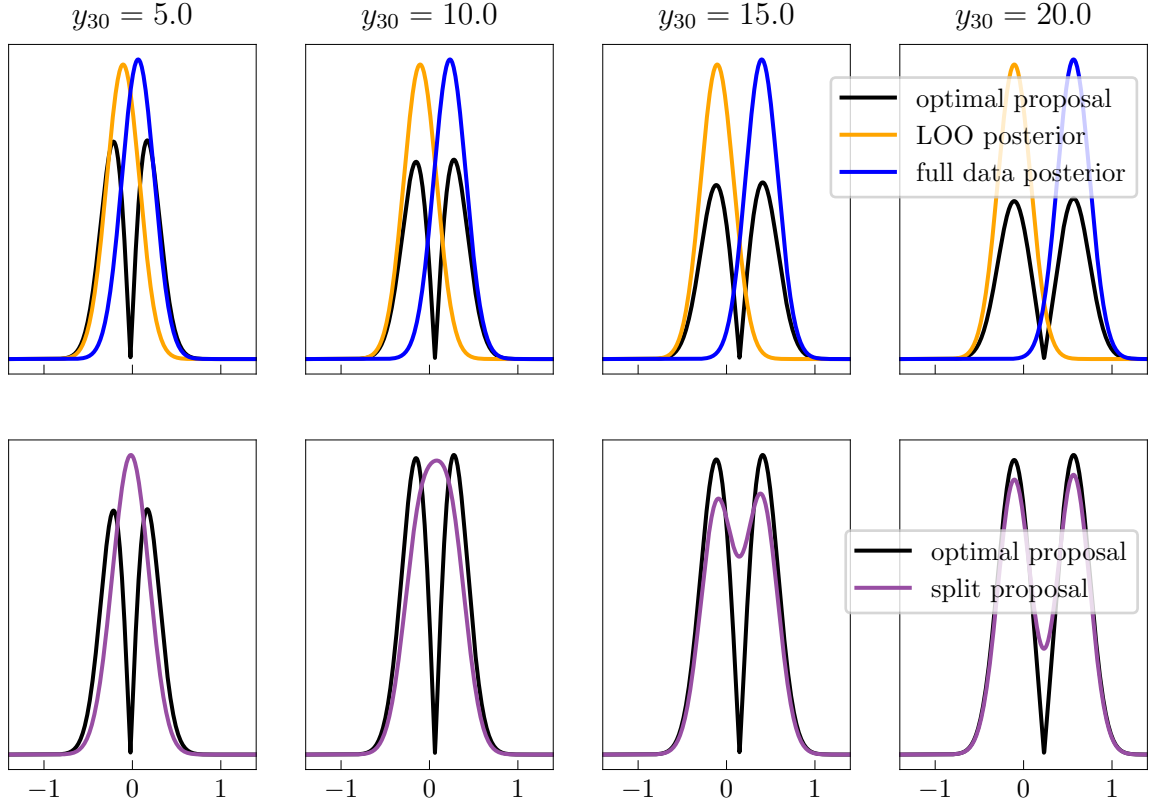 y30 = 5.0
y30 = 10.0
y30 = 15.0
y30 = 20.0
optimal proposal
LOO posterior
full data posterior
−1 0 1
−1 0 1
−1 0 1
−1 0 1
optimal proposal
split proposal